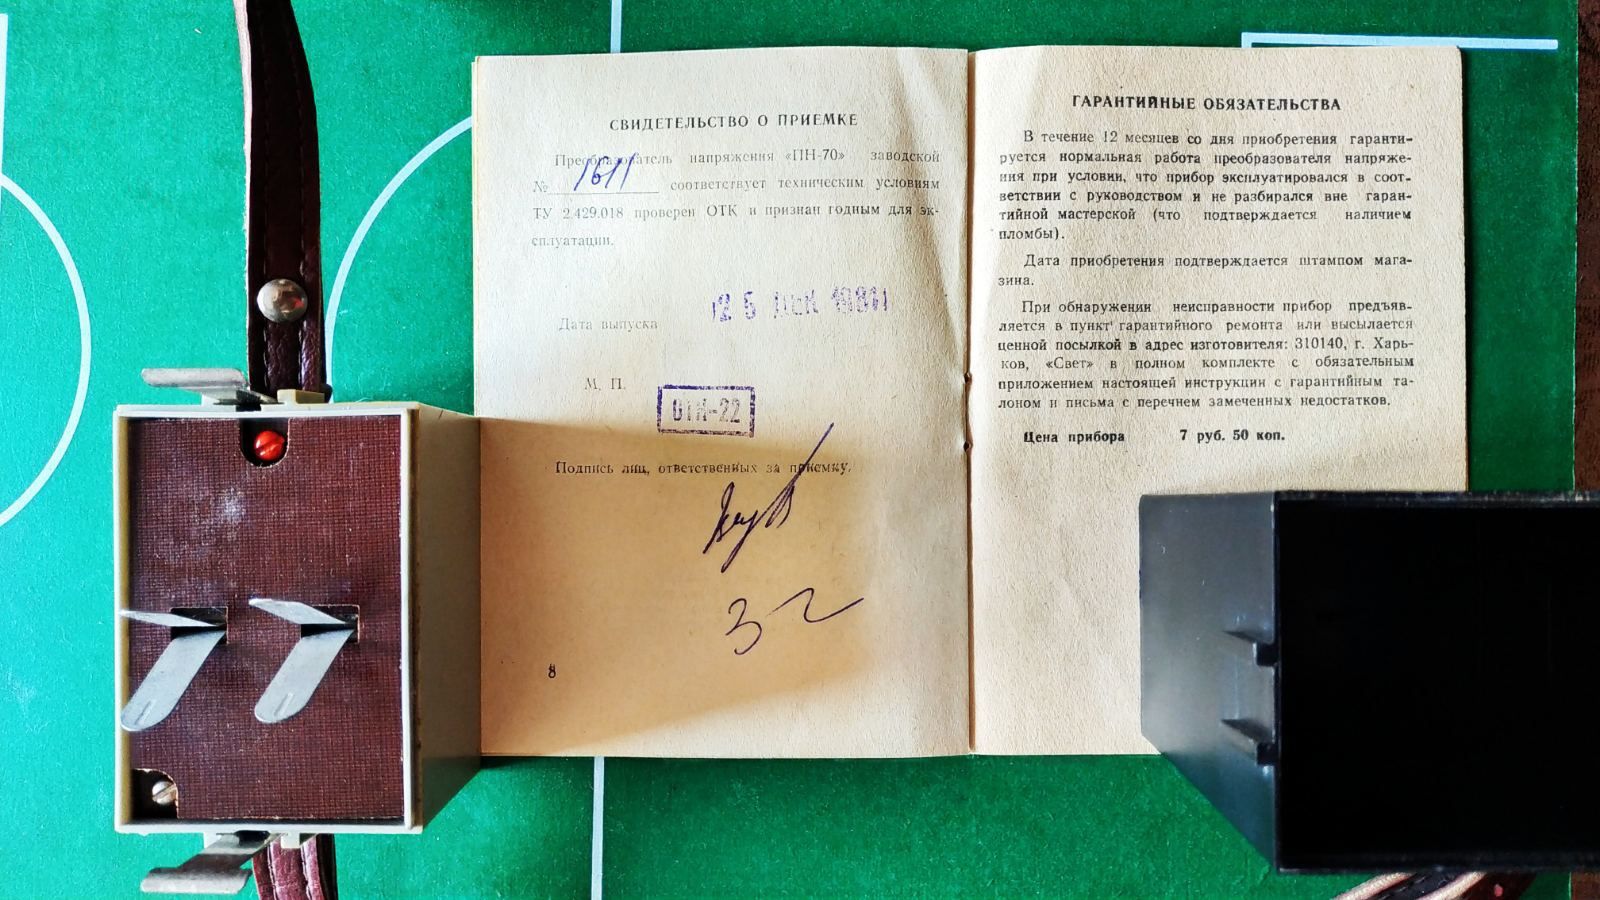 СВИДЕТЕЛЬСТВО О ПРИЕМКЕ
Преобразователь напряжения «ПН-70» заводской
№ 1611 соответствует техническим условиям
ТУ 2.429.018 проверен ОТК и признан годным для эк-
сплуатации.
Дата выпуска
М. П.
ОТК-22
Подпись лиц, ответственных за приемку.
8
ГАРАНТИЙНЫЕ ОБЯЗАТЕЛЬСТВА
В течение 12 месяцев со дня приобретения гаранти-
руется нормальная работа преобразователя напряже-
ния при условии, что прибор эксплуатировался в соот-
ветствии с руководством и не разбирался вне гаран-
тийной мастерской (что подтверждается наличием
пломбы).
Дата приобретения подтверждается штампом мага-
зина.
При обнаружении неисправности прибор предъяв-
ляется в пункт гарантийного ремонта или высылается
ценной посылкой в адрес изготовителя: 310140, г. Харь-
ков, «Свет» в полном комплекте с обязательным
приложением настоящей инструкции с гарантийным та-
лоном и письма с перечнем замеченных недостатков.
Цена прибора 7 руб. 50 коп.